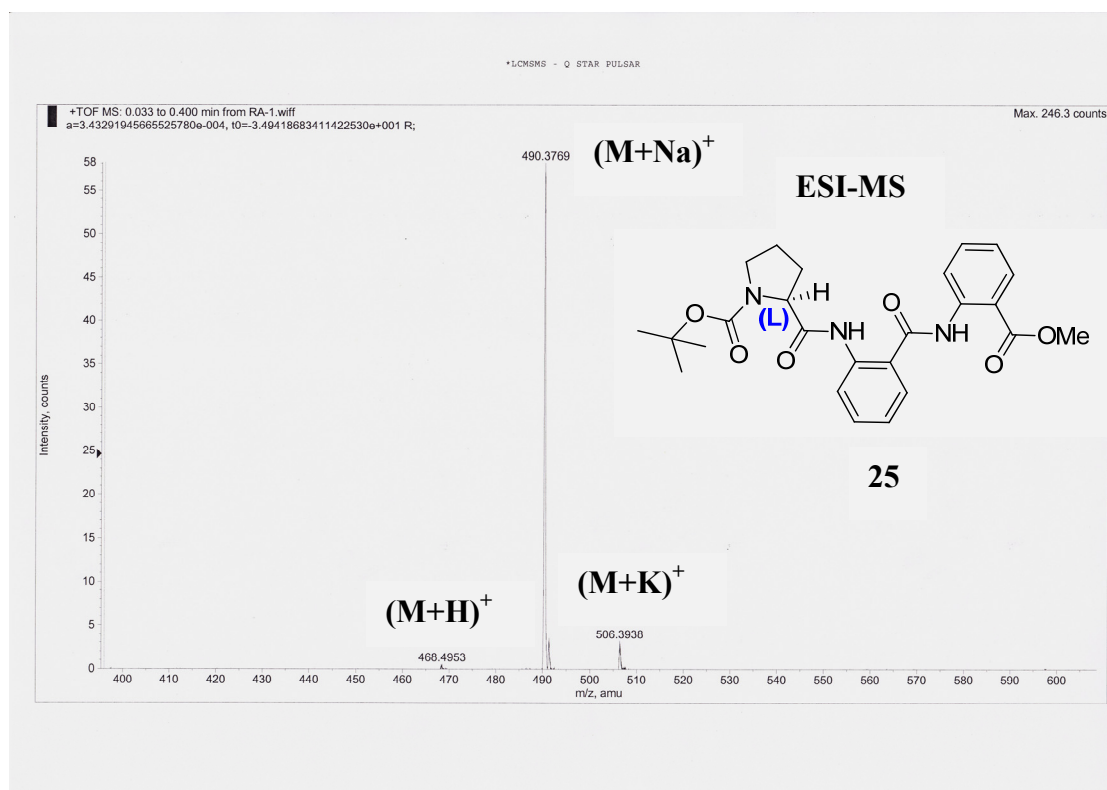 *LCMSMS - Q STAR PULSAR
+TOF MS: 0.033 to 0.400 min from RA-1.wiff
a=3.43291945665525780e-004, t0=-3.49418683411422530e+001 R;
Max. 246.3 counts
490.3769
(M+Na)+
ESI-MS
58
55
50
45
40
35
30
25
20
15
10
5
0
Intensity, counts
N
H
(L)
O
O
O
NH
O
NH
O
OMe
25
(M+H)+
468.4953
(M+K)+
506.3938
400 410 420 430 440 450 460 470 480 490 500 510 520 530 540 550 560 570 580 590 600
m/z, amu